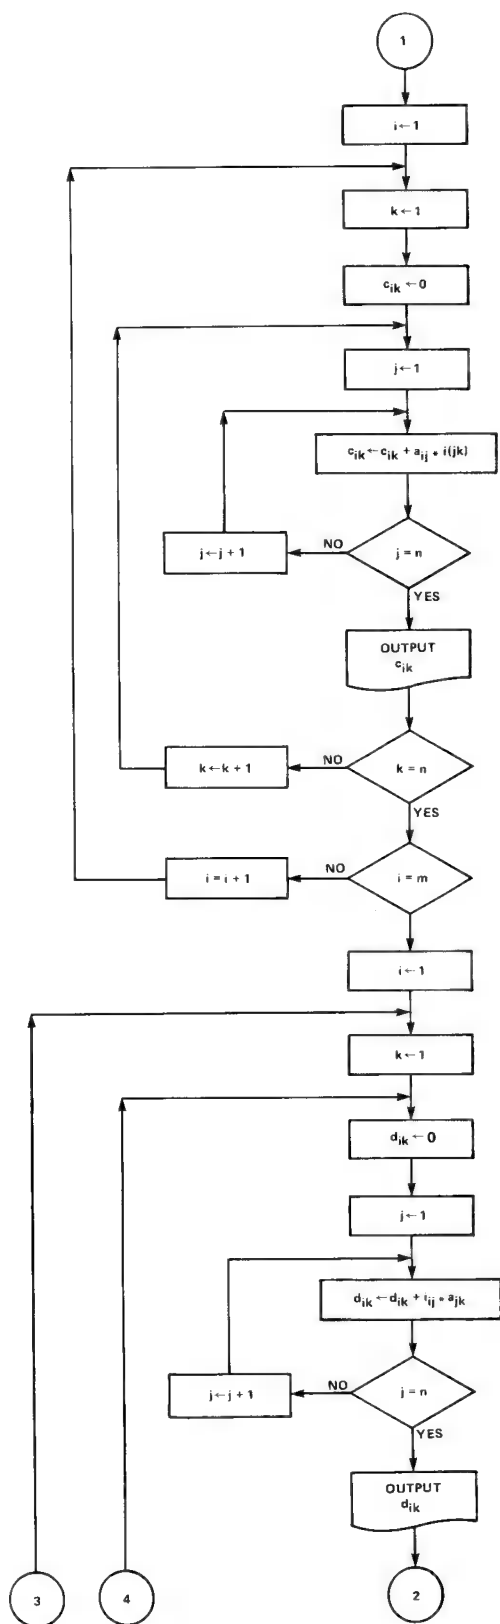 1
i ← 1
k ← 1
c_ik ← 0
j ← 1
c_ik ← c_ik + a_ij * i(jk)
j ← j + 1
NO
j = n
YES
OUTPUT
c_ik
k ← k + 1
NO
k = n
YES
i = i + 1
NO
i = m
i ← 1
k ← 1
d_ik ← 0
j ← 1
d_ik ← d_ik + ι_ij * a_jk
j ← j + 1
NO
j = n
YES
OUTPUT
d_ik
3
4
2